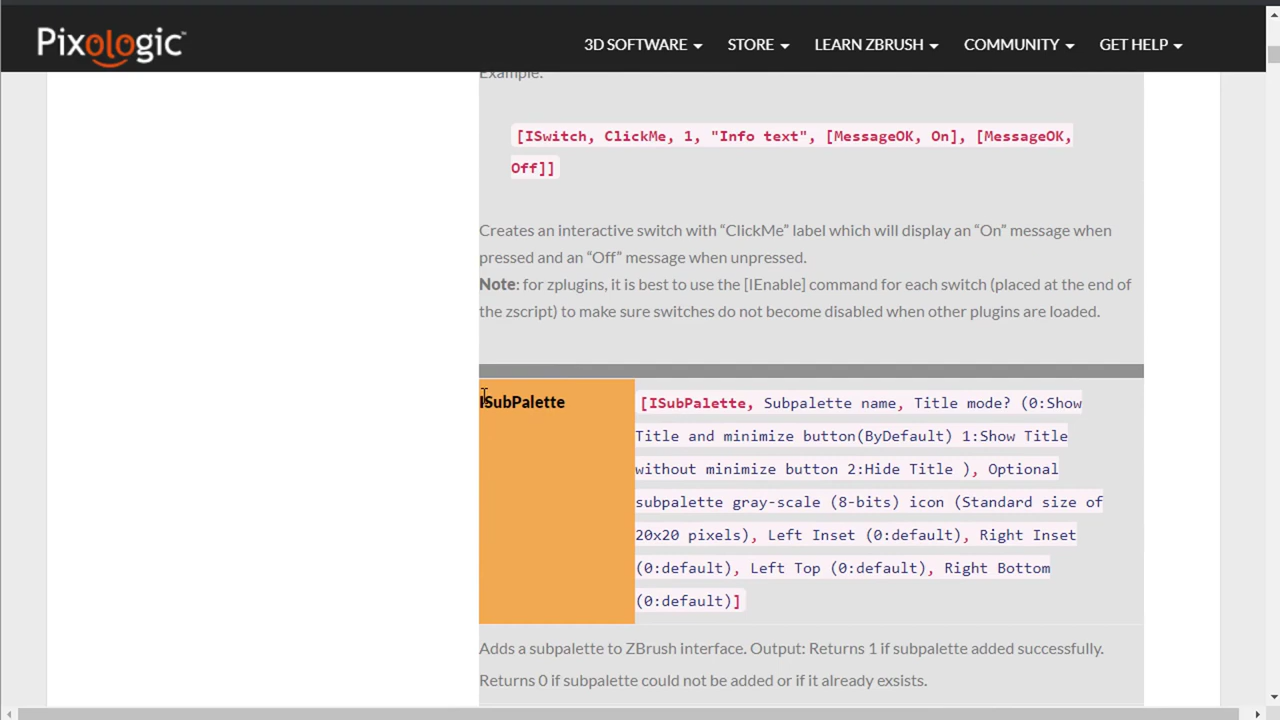 Pixologic
3D SOFTWARE STORE LEARN ZBRUSH COMMUNITY GET HELP
Example:
[ISwitch, ClickMe, 1, "Info text", [MessageOK, On], [MessageOK,
Off]]
Creates an interactive switch with “ClickMe” label which will display an “On” message when
pressed and an “Off” message when unpressed.
Note: for zplugins, it is best to use the [IEnable] command for each switch (placed at the end of
the zscript) to make sure switches do not become disabled when other plugins are loaded.
ISubPalette
[ISubPalette, Subpalette name, Title mode? (0:Show
Title and minimize button(ByDefault) 1:Show Title
without minimize button 2:Hide Title ), Optional
subpalette gray-scale (8-bits) icon (Standard size of
20x20 pixels), Left Inset (0:default), Right Inset
(0:default), Left Top (0:default), Right Bottom
(0:default)]
Adds a subpalette to ZBrush interface. Output: Returns 1 if subpalette added successfully.
Returns 0 if subpalette could not be added or if it already exsists.